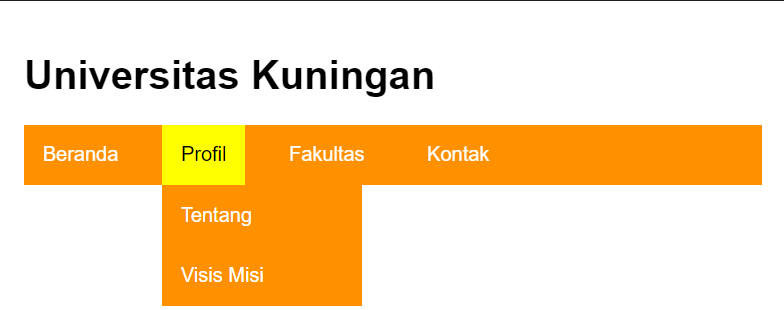 Universitas Kuningan
Beranda Profil Fakultas Kontak
Tentang
Visis Misi